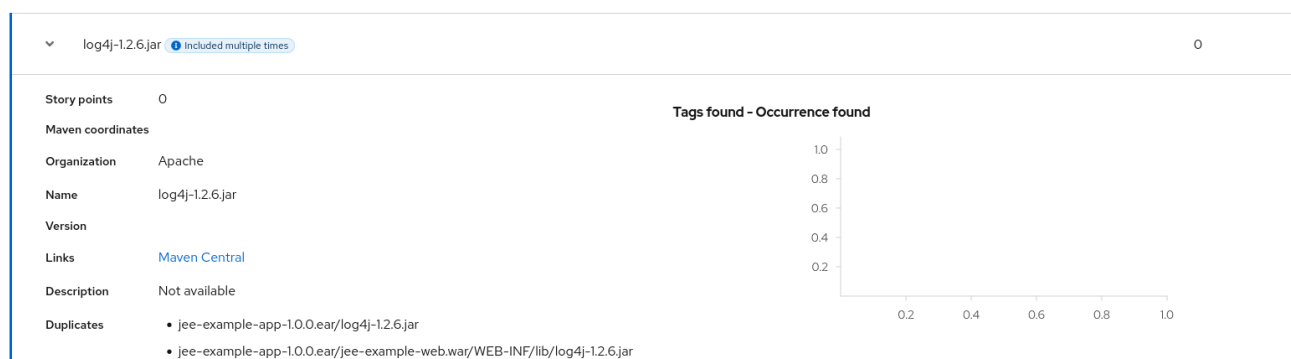 log4j-1.2.6.jar Included multiple times 0
Story points 0
Maven coordinates
Organization Apache
Name log4j-1.2.6.jar
Version
Links Maven Central
Description Not available
Duplicates • jee-example-app-1.0.0.ear/log4j-1.2.6.jar
• jee-example-app-1.0.0.ear/jee-example-web.war/WEB-INF/lib/log4j-1.2.6.jar
Tags found - Occurrence found
1.0
0.8
0.6
0.4
0.2
0.2 0.4 0.6 0.8 1.0